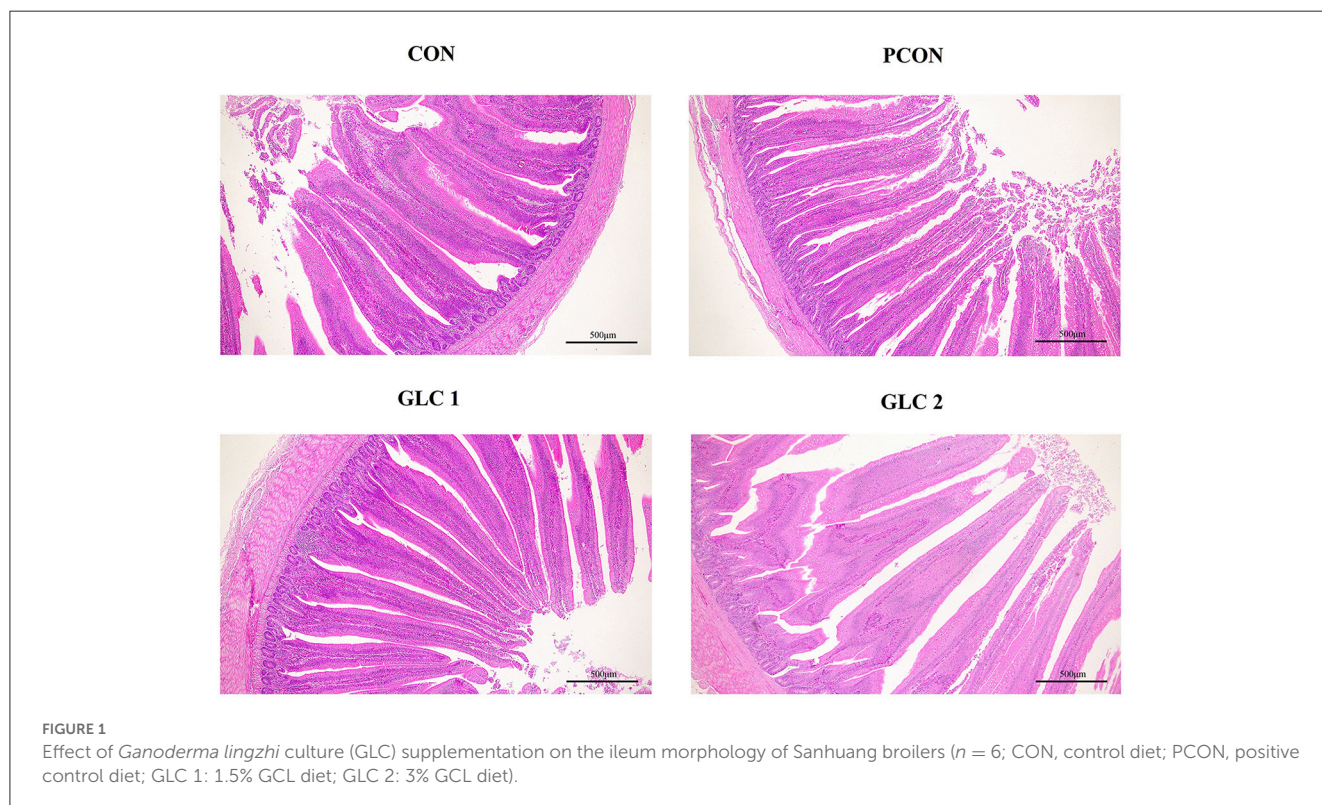 CON
PCON
500μm
500μm
GLC 1
GLC 2
500μm
500μm
FIGURE 1
Effect of Ganoderma lingzhi culture (GLC) supplementation on the ileum morphology of Sanhuang broilers (n = 6; CON, control diet; PCON, positive
control diet; GLC 1: 1.5% GCL diet; GLC 2: 3% GCL diet).